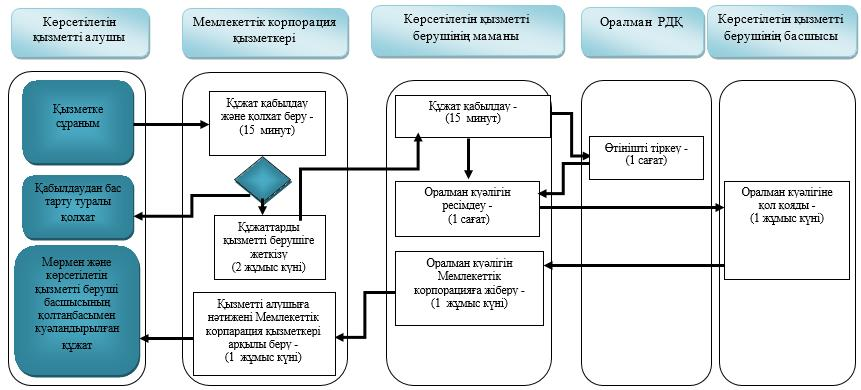 Көрсетілетін
қызметті алушы
Мемлекеттік корпорация
қызметкері
Көрсетілетін қызметті
берушінің маманы
Оралман РДҚ
Көрсетілетін қызметті
берушінің басшысы
Қызметке
сұраным
Қабылдаудан бас
тарту туралы
қолхат
Мөрмен және
көрсетілетін
қызметті беруші
басшысының
қолтаңбасымен
куәландырылған
құжат
Құжат қабылдау
және қолхат беру -
(15 минут)
Құжаттарды
қызметті берушіге
жеткізу
(2 жұмыс күні)
Қызметті алушыға
нәтижені Мемлекеттік
корпарация қызметкері
арқылы беру -
(1 жұмыс күні)
Құжат қабылдау -
(15 минут)
Оралман куәлігін
ресімдеу -
(1 сағат)
Оралман куәлігін
Мемлекеттік
корпорацияға жіберу -
(1 жұмыс күні)
Өтінішті тіркеу -
(1 сағат)
Оралман куәлігіне
қол қояды -
(1 жұмыс күні)